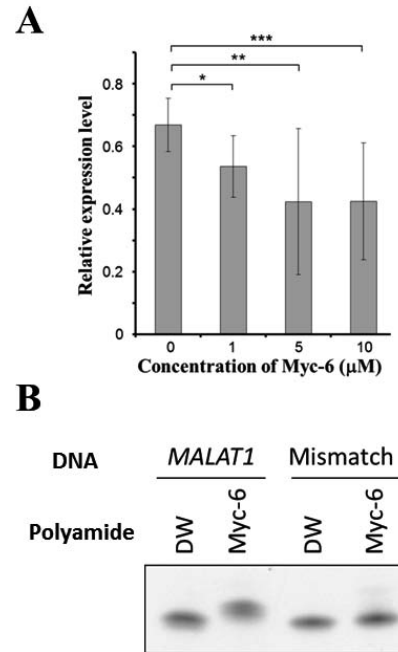 A
***
**
*
0.8
0.6
0.4
0.2
0
Relative expression level
0 1 5 10
Concentration of Myc-6 (µM)
B
DNA MALAT1 Mismatch
Polyamide DW Myc-6 DW Myc-6